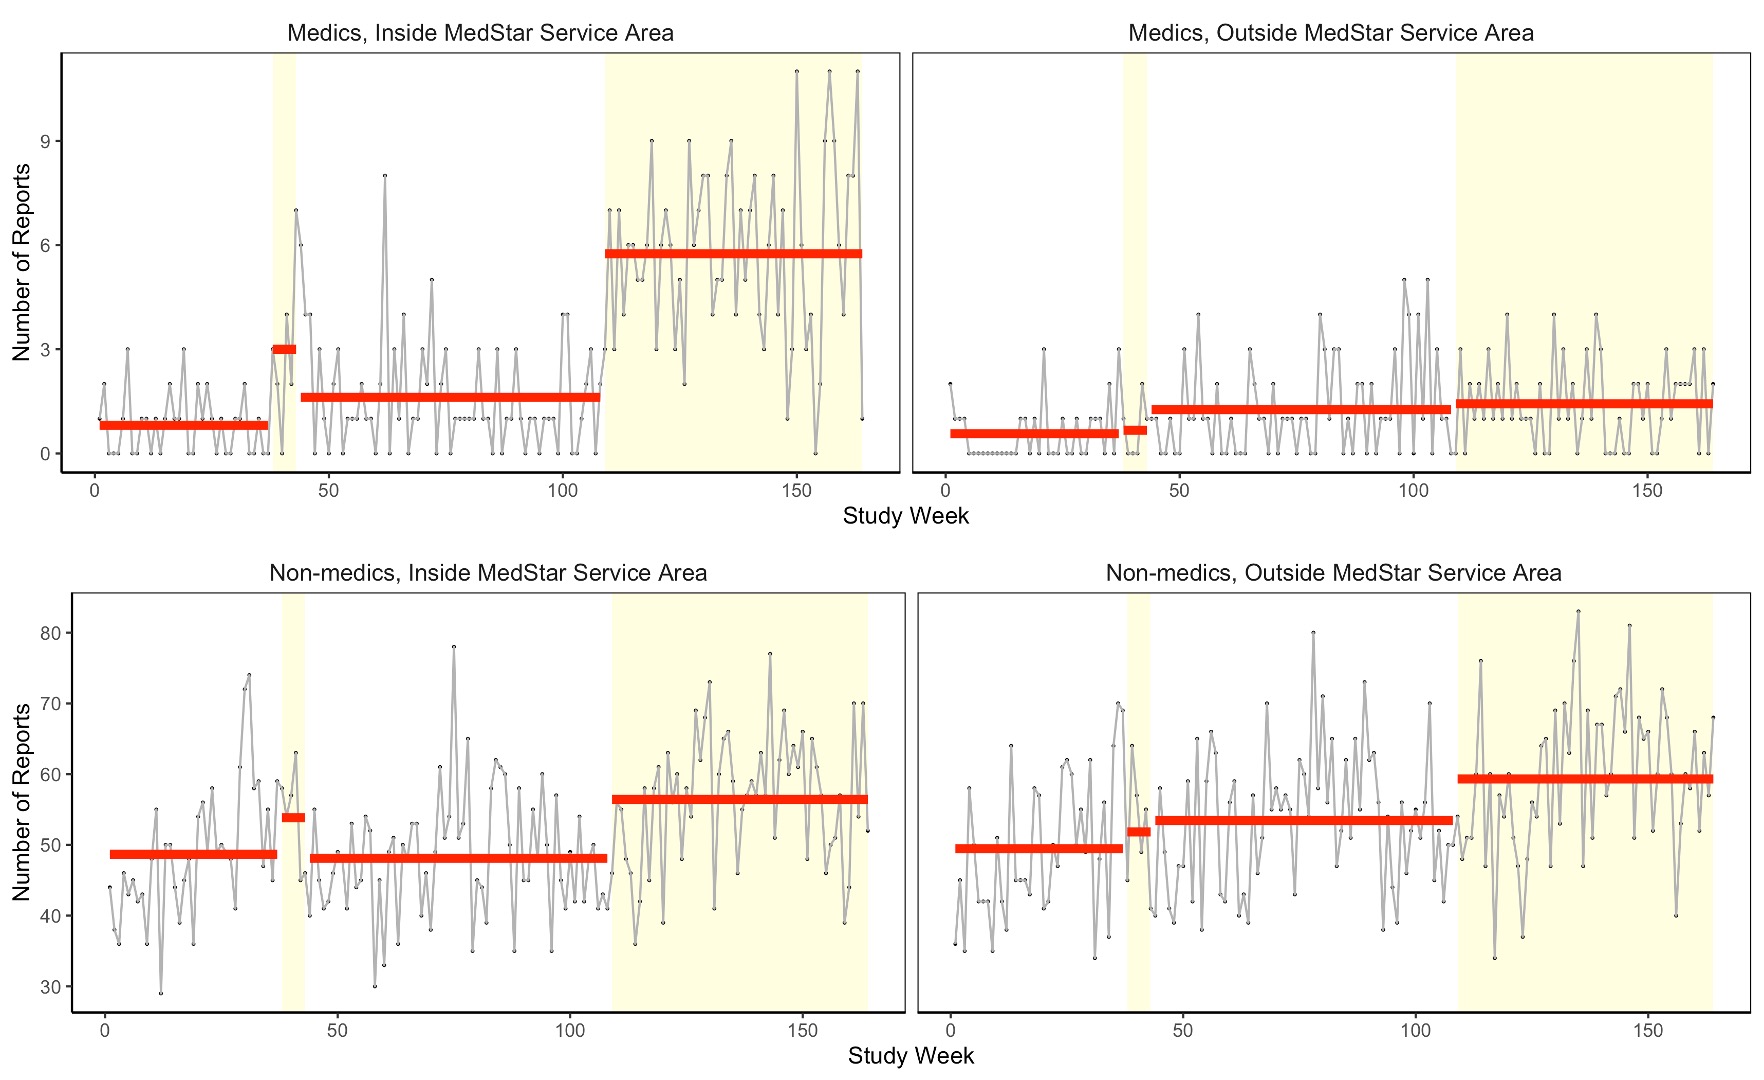 Medics, Inside MedStar Service Area
Medics, Outside MedStar Service Area
Number of Reports
9
6
3
0
0 50 100 150
0 50 100 150
Study Week
Non-medics, Inside MedStar Service Area
Non-medics, Outside MedStar Service Area
Number of Reports
80
70
60
50
40
30
0 50 100 150
0 50 100 150
Study Week